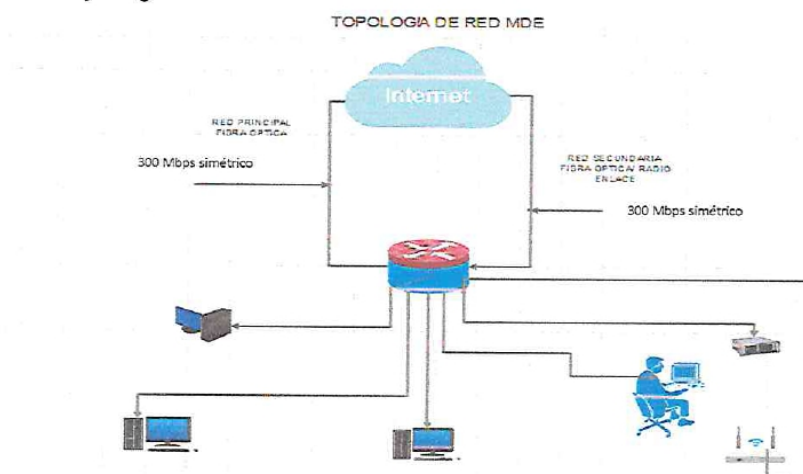 TOPOLOGIA DE RED MDE
Internet
RED PRINCIPAL
FIBRA OPTICA
300 Mbps simétrico
RED SECUNDARIA
FIBRA OPTICA/ RADIO
ENLACE
300 Mbps simétrico